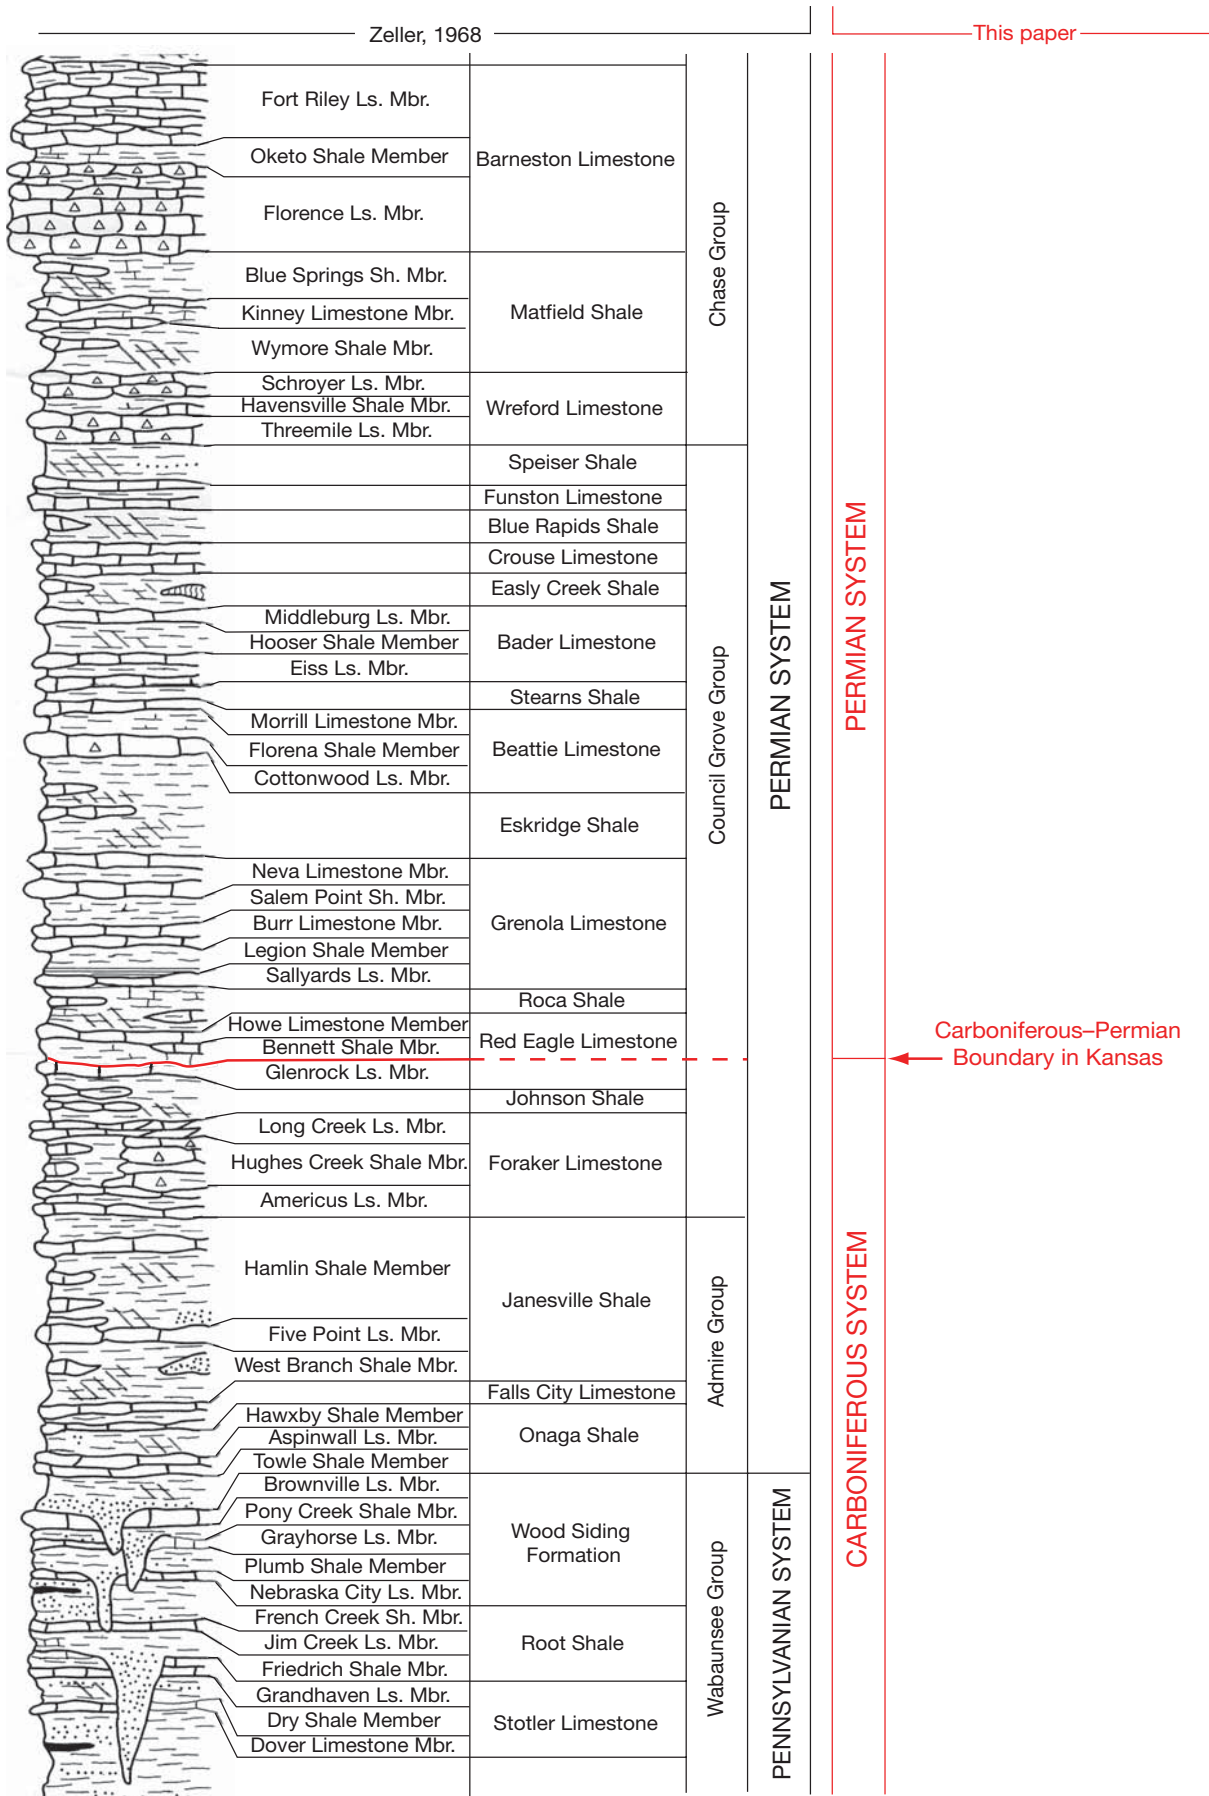 Zeller, 1968
This paper
Fort Riley Ls. Mbr.
Oketo Shale Member
Florence Ls. Mbr.
Blue Springs Sh. Mbr.
Kinney Limestone Mbr.
Wymore Shale Mbr.
Schroyer Ls. Mbr.
Havensville Shale Mbr.
Threemile Ls. Mbr.
Middleburg Ls. Mbr.
Hooser Shale Member
Eiss Ls. Mbr.
Morrill Limestone Mbr.
Florena Shale Member
Cottonwood Ls. Mbr.
Neva Limestone Mbr.
Salem Point Sh. Mbr.
Burr Limestone Mbr.
Legion Shale Member
Sallyards Ls. Mbr.
Howe Limestone Member
Bennett Shale Mbr.
Glenrock Ls. Mbr.
Long Creek Ls. Mbr.
Hughes Creek Shale Mbr.
Americus Ls. Mbr.
Hamlin Shale Member
Five Point Ls. Mbr.
West Branch Shale Mbr.
Hawxby Shale Member
Aspinwall Ls. Mbr.
Towle Shale Member
Brownville Ls. Mbr.
Pony Creek Shale Mbr.
Grayhorse Ls. Mbr.
Plumb Shale Member
Nebraska City Ls. Mbr.
French Creek Sh. Mbr.
Jim Creek Ls. Mbr.
Friedrich Shale Mbr.
Grandhaven Ls. Mbr.
Dry Shale Member
Dover Limestone Mbr.
Barneston Limestone
Matfield Shale
Wreford Limestone
Speiser Shale
Funston Limestone
Blue Rapids Shale
Crouse Limestone
Easly Creek Shale
Bader Limestone
Stearns Shale
Beattie Limestone
Eskridge Shale
Grenola Limestone
Roca Shale
Red Eagle Limestone
Johnson Shale
Foraker Limestone
Janesville Shale
Falls City Limestone
Onaga Shale
Wood Siding
Formation
Root Shale
Stotler Limestone
Chase Group
Council Grove Group
Admire Group
Wabaunsee Group
PERMIAN SYSTEM
PENNSYLVANIAN SYSTEM
PERMIAN SYSTEM
CARBONIFEROUS SYSTEM
Carboniferous–Permian
Boundary in Kansas